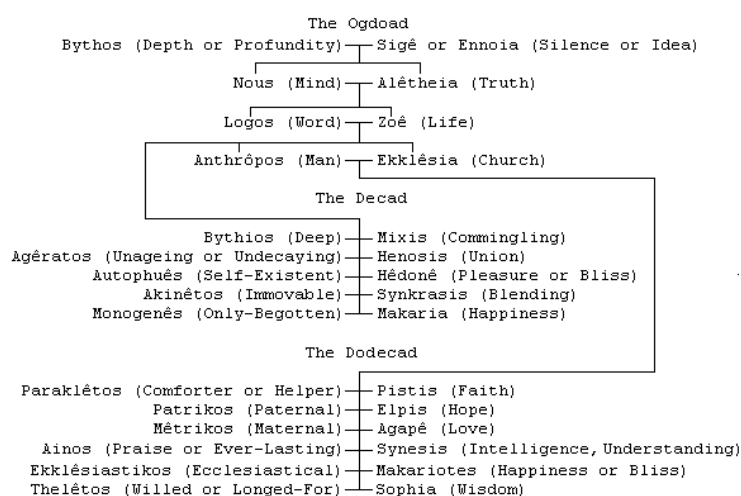 The Ogdoad
Bythos (Depth or Profundity) Sigê or Ennoia (Silence or Idea)
Nous (Mind) Alêtheia (Truth)
Logos (Word) Zoê (Life)
Anthrôpos (Man) Ekklêsia (Church)
The Decad
Bythios (Deep) Mixis (Commingling)
Agêratos (Unageing or Undecaying) Henosis (Union)
Autophuês (Self-Existent) Hêdonê (Pleasure or Bliss)
Akinêtos (Immovable) Synkrasis (Blending)
Monogenês (Only-Begotten) Makaria (Happiness)
The Dodecad
Paraklêtos (Comforter or Helper) Pistis (Faith)
Patrikos (Paternal) Elpis (Hope)
Mêtrikos (Maternal) Agapê (Love)
Ainos (Praise or Ever-Lasting) Synesis (Intelligence, Understanding)
Ekklêsiastikos (Ecclesiastical) Makariotes (Happiness or Bliss)
Thelêtos (Willed or Longed-For) Sophia (Wisdom)